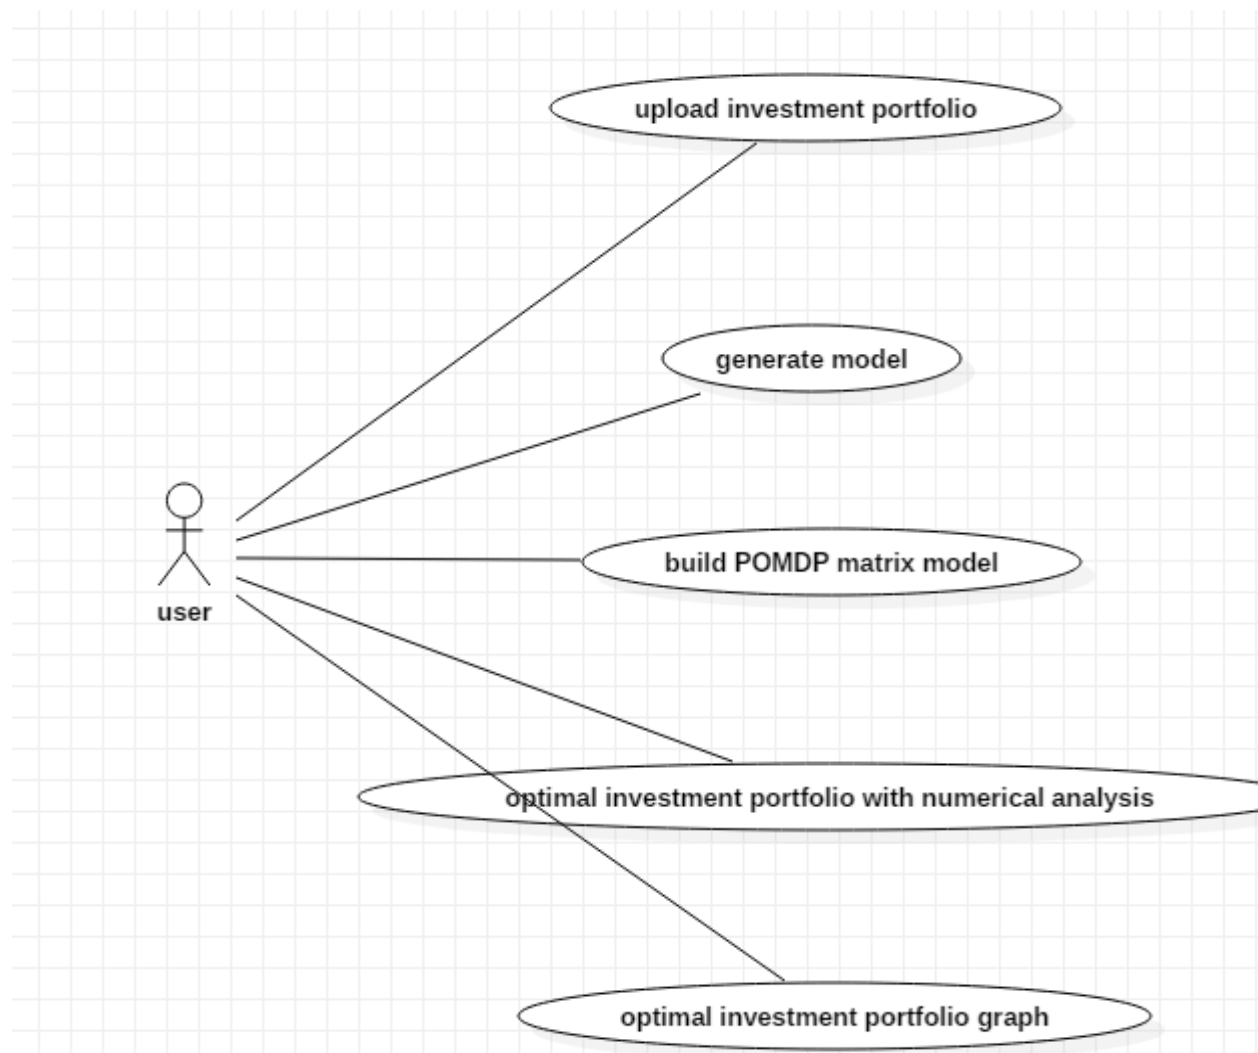 upload investment portfolio
generate model
build POMDP matrix model
user
optimal investment portfolio with numerical analysis
optimal investment portfolio graph